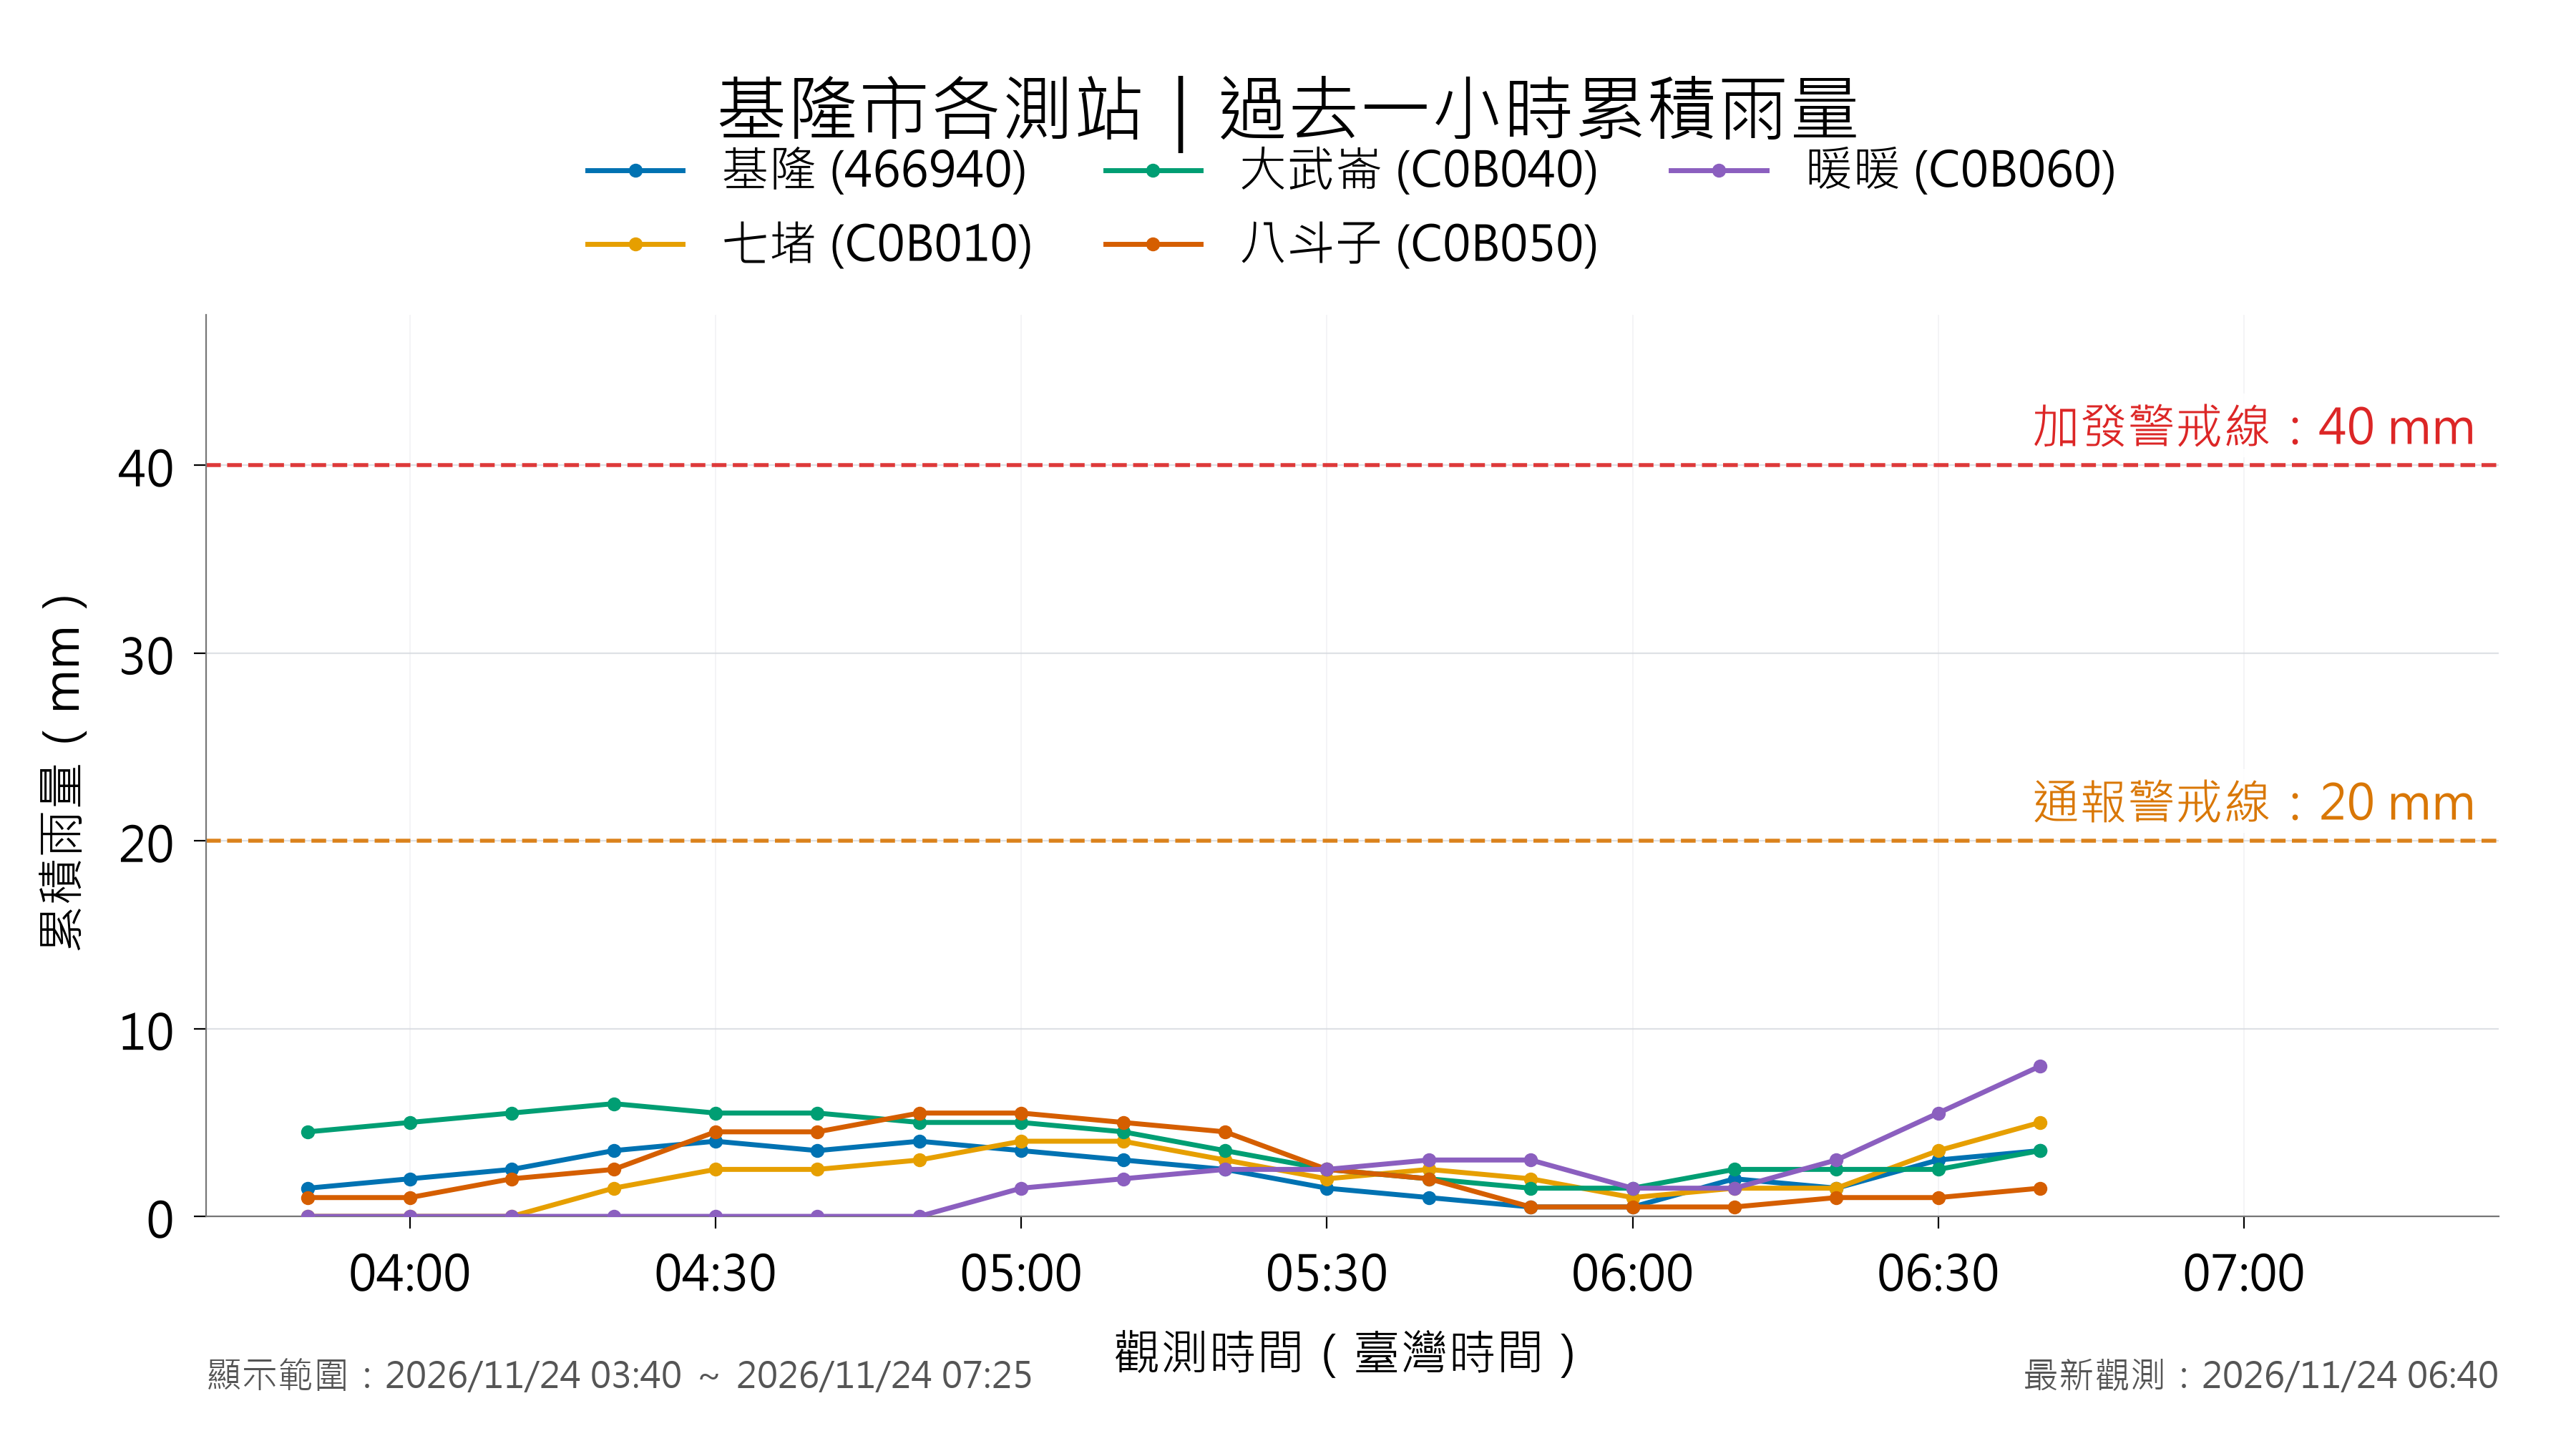 基隆市各測站｜過去一小時累積雨量
基隆 (466940)
七堵 (C0B010)
大武崙 (C0B040)
八斗子 (C0B050)
暖暖 (C0B060)
累積雨量（mm）
40
30
20
10
0
加發警戒線：40 mm
通報警戒線：20 mm
04:00 04:30 05:00 05:30 06:00 06:30 07:00
觀測時間（臺灣時間）
顯示範圍：2026/11/24 03:40 ~ 2026/11/24 07:25
最新觀測：2026/11/24 06:40